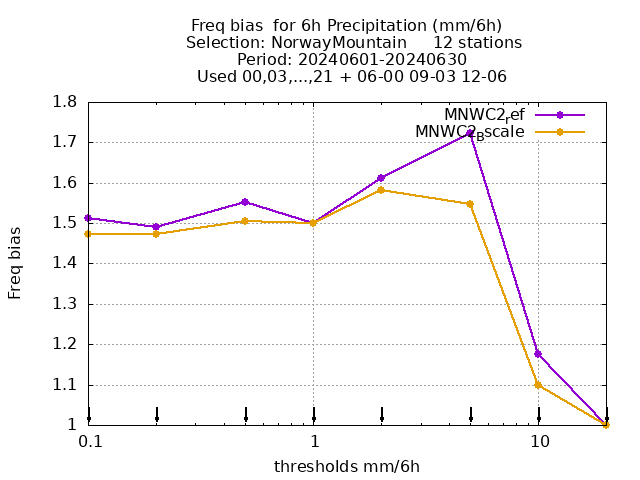 Freq bias  for 6h Precipitation (mm/6h)
Selection: NorwayMountain     12 stations
Period: 20240601-20240630
Used 00,03,...,21 + 06-00 09-03 12-06
MNWC2_ref
MNWC2_Bscale
1.8
1.7
1.6
1.5
1.4
1.3
1.2
1.1
1
Freq bias
0.1 1 10
thresholds mm/6h